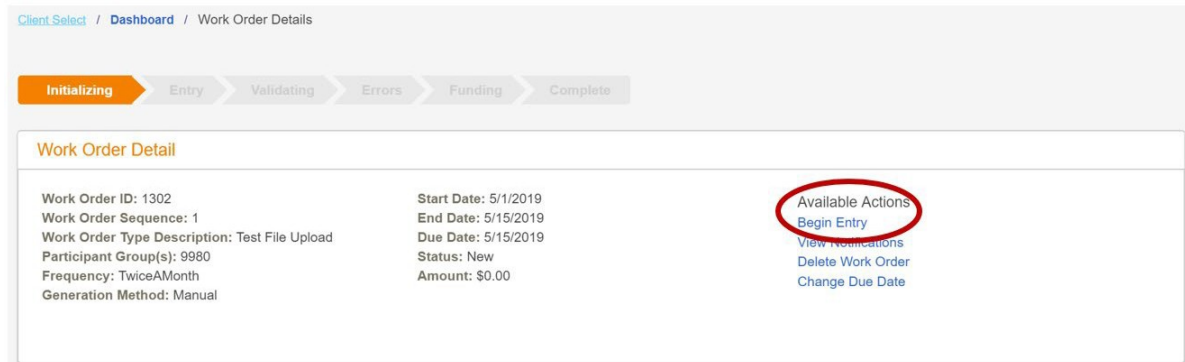 Client Select / Dashboard / Work Order Details
Initializing Entry Validating Errors Funding Complete
Work Order Detail
Work Order ID: 1302
Work Order Sequence: 1
Work Order Type Description: Test File Upload
Participant Group(s): 9980
Frequency: TwiceAMonth
Generation Method: Manual
Start Date: 5/1/2019
End Date: 5/15/2019
Due Date: 5/15/2019
Status: New
Amount: $0.00
Available Actions
Begin Entry
View Notifications
Delete Work Order
Change Due Date